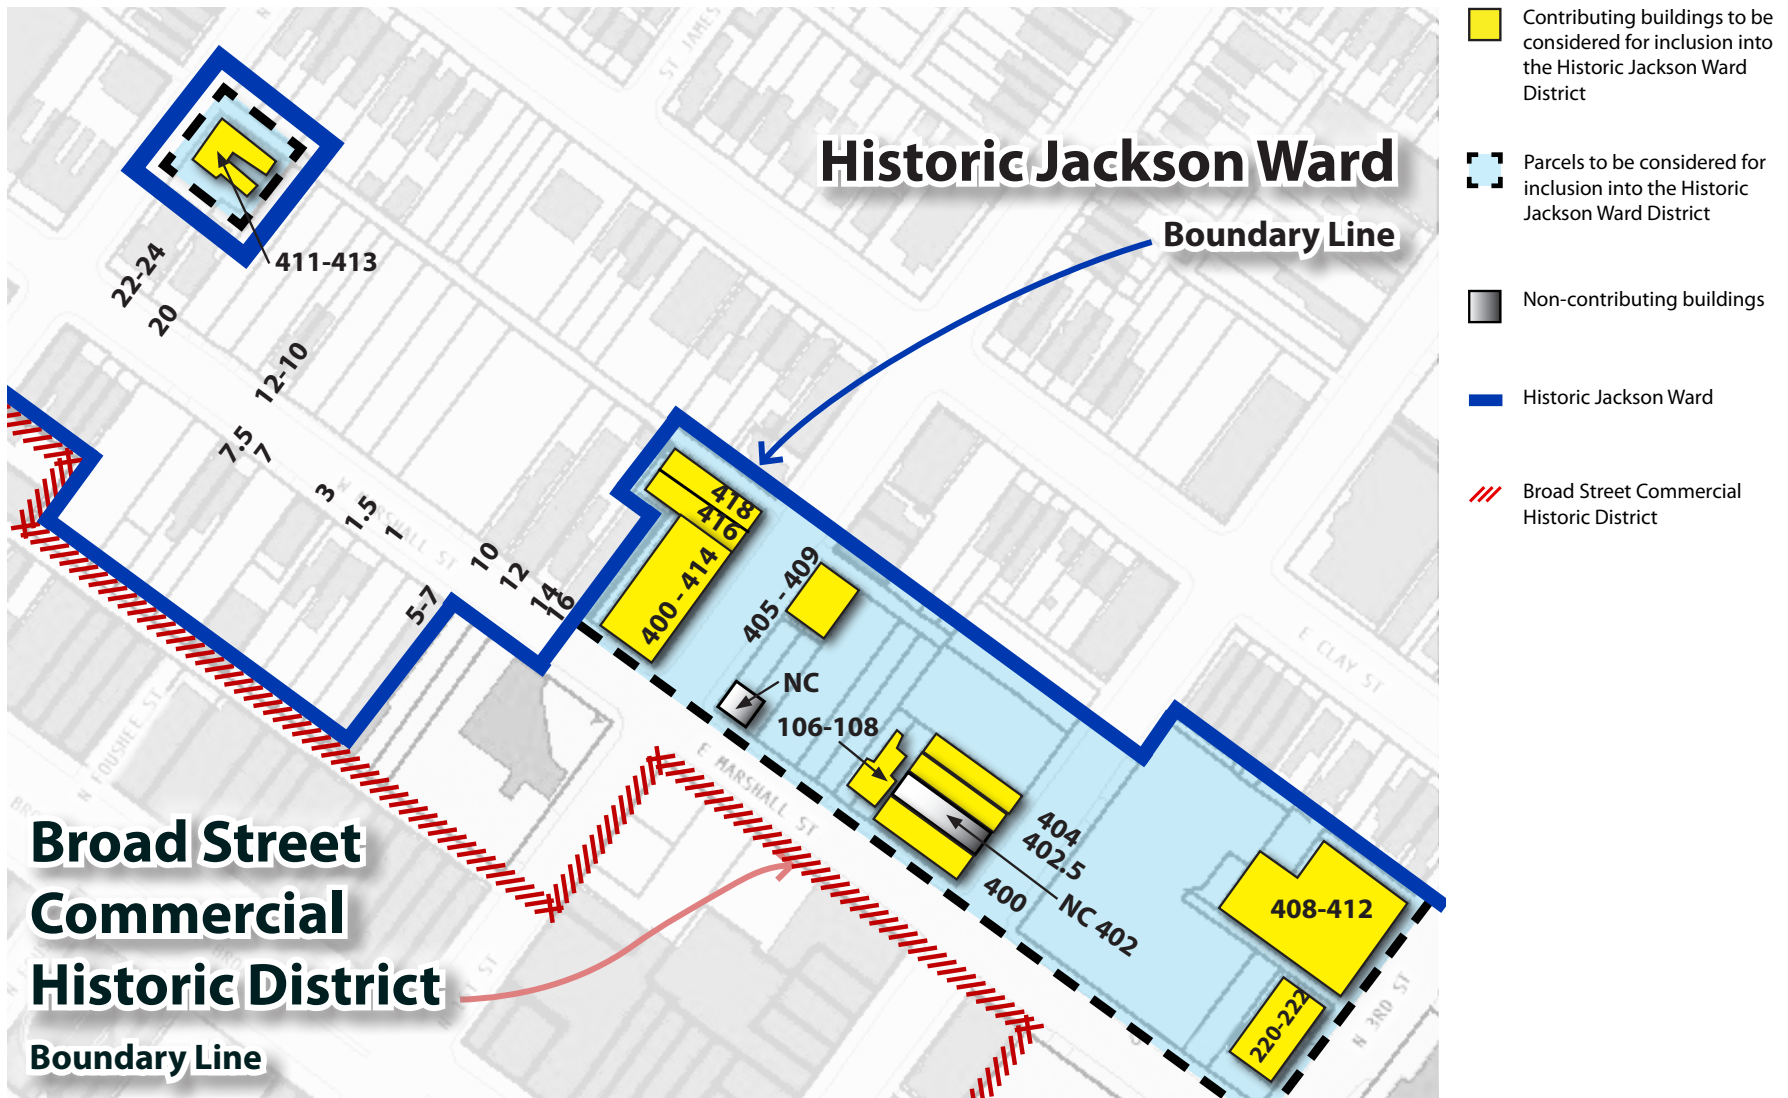 N
ST JAMES
Historic Jackson Ward
Boundary Line
411-413
22-24
20
12-10
7.5
7
3
1.5
1
10
12
14
16
5-7
418
416
400 - 414
405 - 409
NC
106-108
404
402.5
400
NC 402
408-412
220-222
E CLAY ST
N FOUSHEE ST
E MARSHALL ST
N 3RD ST
Broad Street
Commercial
Historic District
Boundary Line
Contributing buildings to be
considered for inclusion into
the Historic Jackson Ward
District
Parcels to be considered for
inclusion into the Historic
Jackson Ward District
Non-contributing buildings
Historic Jackson Ward
Broad Street Commercial
Historic District